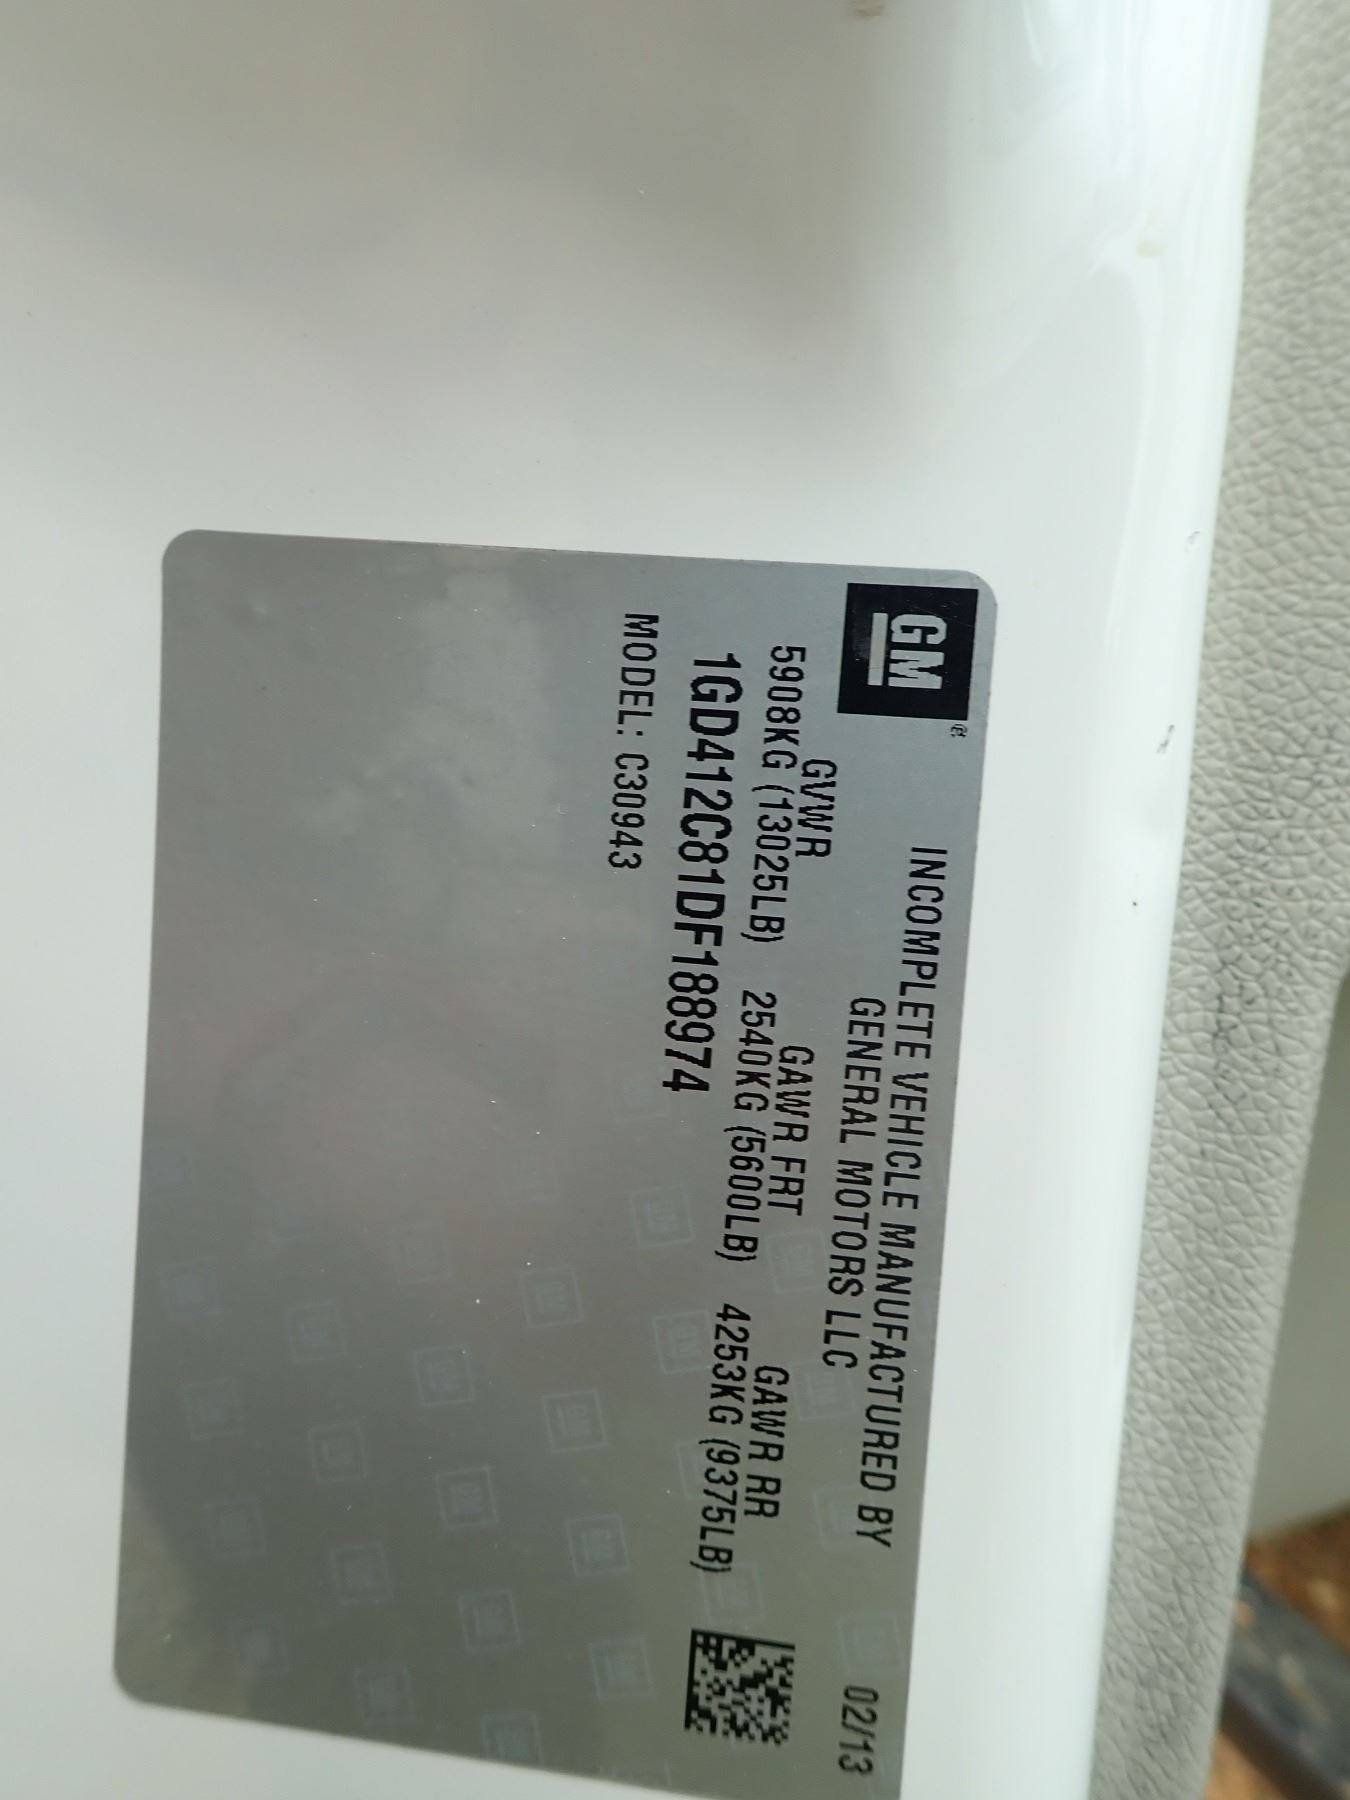 GM
INCOMPLETE VEHICLE MANUFACTURED BY
GENERAL MOTORS LLC
02/13
GVWR GAWR FRT GAWR RR
5908KG (13025LB) 2540KG (5600LB) 4253KG (9375LB)
1GD412C81DF188974
MODEL: C30943